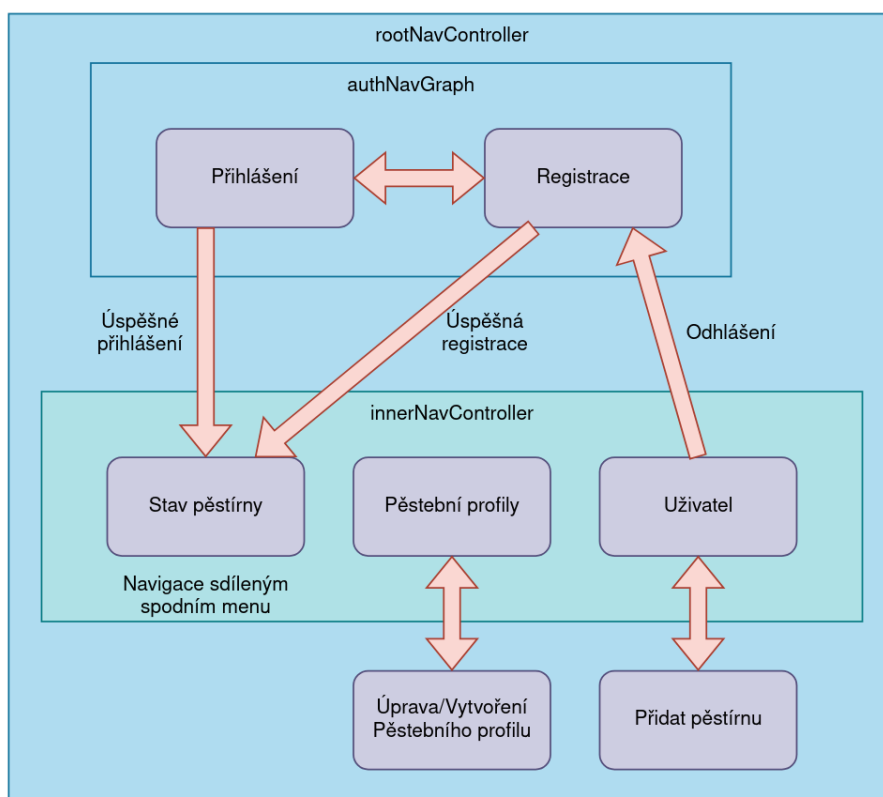 rootNavController
authNavGraph
Přihlášení
Registrace
Úspěšné
přihlášení
Úspěšná
registrace
Odhlášení
innerNavController
Stav pěstírny
Pěstební profily
Uživatel
Navigace sdíleným
spodním menu
Úprava/Vytvoření
Pěstebního profilu
Přidat pěstírnu